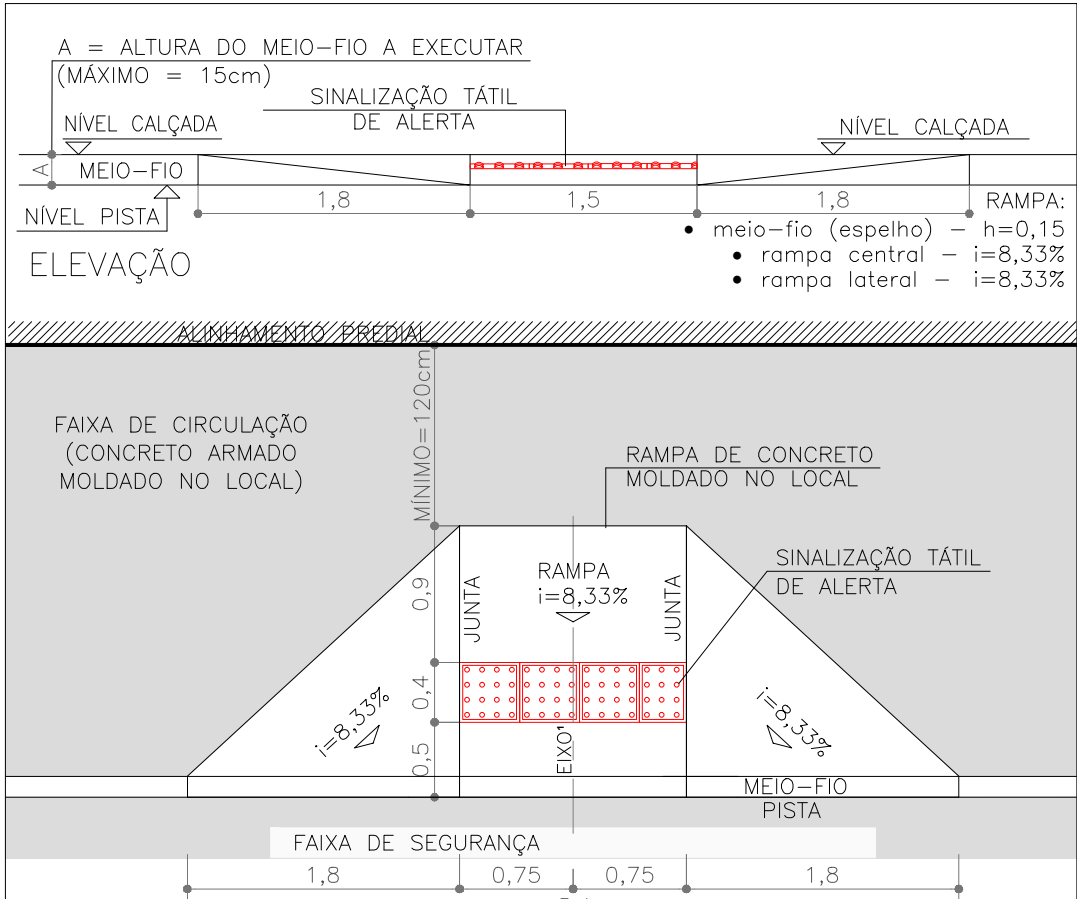 A = ALTURA DO MEIO-FIO A EXECUTAR
(MÁXIMO = 15cm)
SINALIZAÇÃO TÁTIL
DE ALERTA
NÍVEL CALÇADA
NÍVEL CALÇADA
A
MEIO-FIO
NÍVEL PISTA
1,8
1,5
1,8
RAMPA:
• meio-fio (espelho) – h=0,15
• rampa central – i=8,33%
• rampa lateral – i=8,33%
ELEVAÇÃO
ALINHAMENTO PREDIAL
MÍNIMO=120cm
FAIXA DE CIRCULAÇÃO
(CONCRETO ARMADO
MOLDADO NO LOCAL)
RAMPA DE CONCRETO
MOLDADO NO LOCAL
SINALIZAÇÃO TÁTIL
DE ALERTA
0,9
JUNTA
RAMPA
i=8,33%
JUNTA
0,4
i=8,33%
i=8,33%
0,5
EIXO¹
MEIO-FIO
PISTA
FAIXA DE SEGURANÇA
1,8
0,75
0,75
1,8